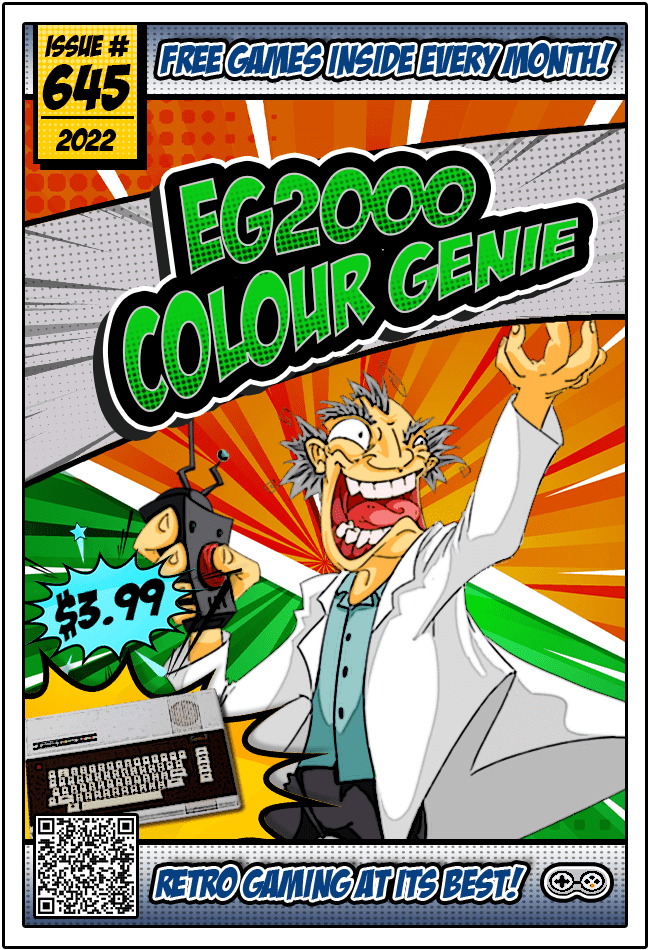 ISSUE #
645
2022
FREE GAMES INSIDE EVERY MONTH!
EG2000
COLOUR GENIE
$3.99
RETRO GAMING AT ITS BEST!